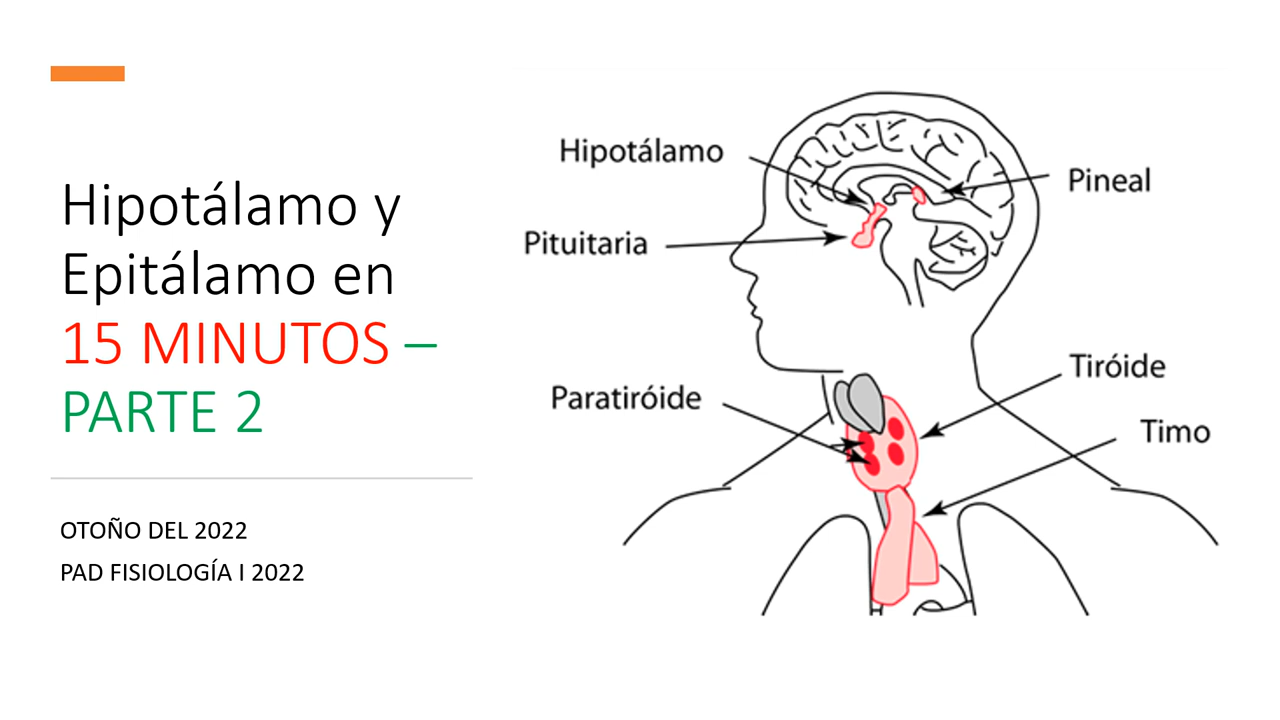 Hipotálamo y
Epitálamo en
15 MINUTOS –
PARTE 2
OTOÑO DEL 2022
PAD FISIOLOGÍA I 2022
Hipotálamo
Pineal
Pituitaria
Tiróide
Paratiróide
Timo